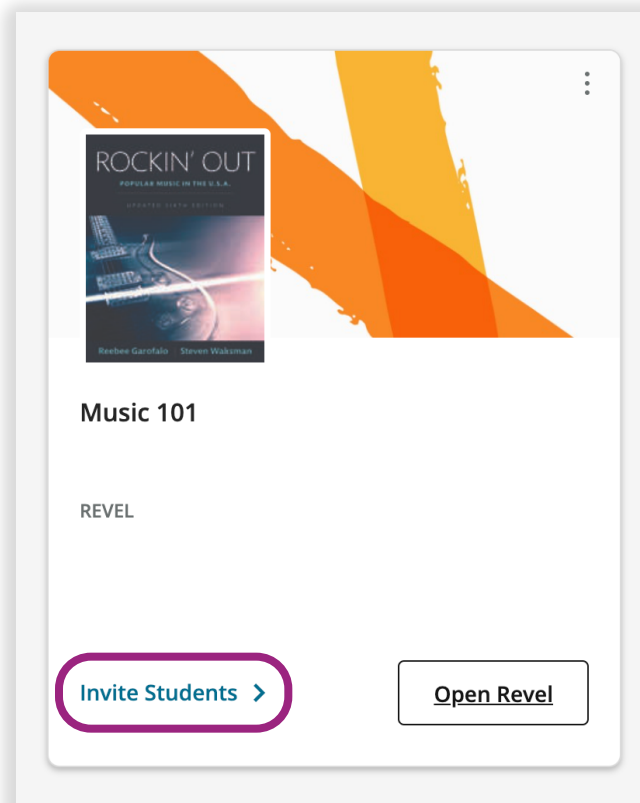 ROCKIN' OUT
POPULAR MUSIC IN THE U.S.A.
UPDATED SIXTH EDITION
Reebee Garofalo | Steven Waksman
Music 101
REVEL
Invite Students >
Open Revel